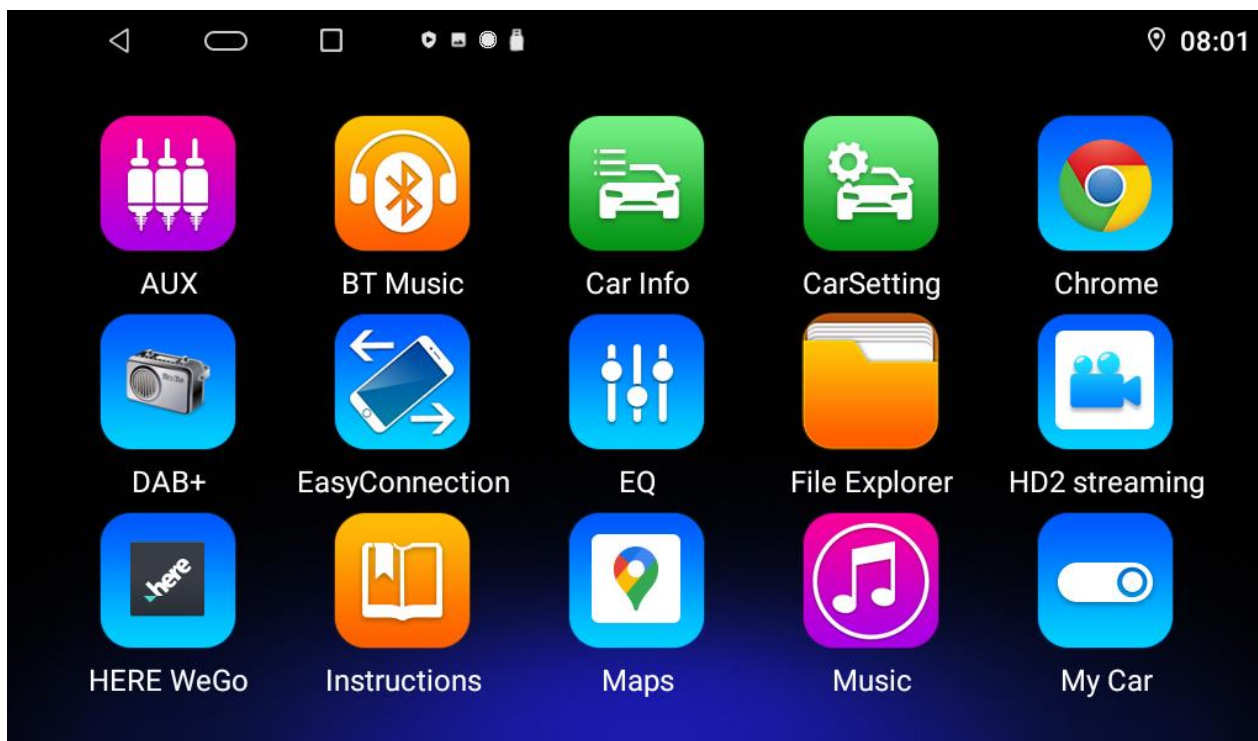 08:01
AUX BT Music Car Info CarSetting Chrome
DAB+ EasyConnection EQ File Explorer HD2 streaming
here
HERE WeGo Instructions Maps Music My Car